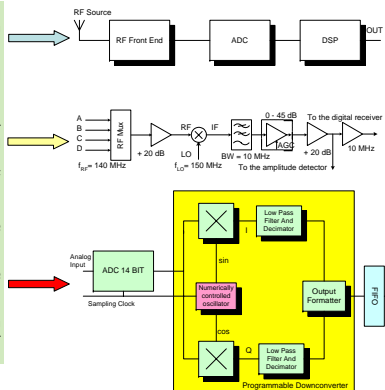 RF Source
RF Front End
ADC
DSP
OUT
A
B
C
D
RF Mux
f_RF= 140 MHz
+ 20 dB
RF
LO
f_LO= 150 MHz
IF
BW = 10 MHz
0 - 45 dB
AGC
To the amplitude detector
+ 20 dB
To the digital receiver
10 MHz
Analog
Input
ADC 14 BIT
Sampling Clock
sin
Numerically
controlled
oscillator
cos
I
Low Pass
Filter And
Decimator
Q
Low Pass
Filter And
Decimator
Output
Formatter
FIFO
Programmable Downconverter